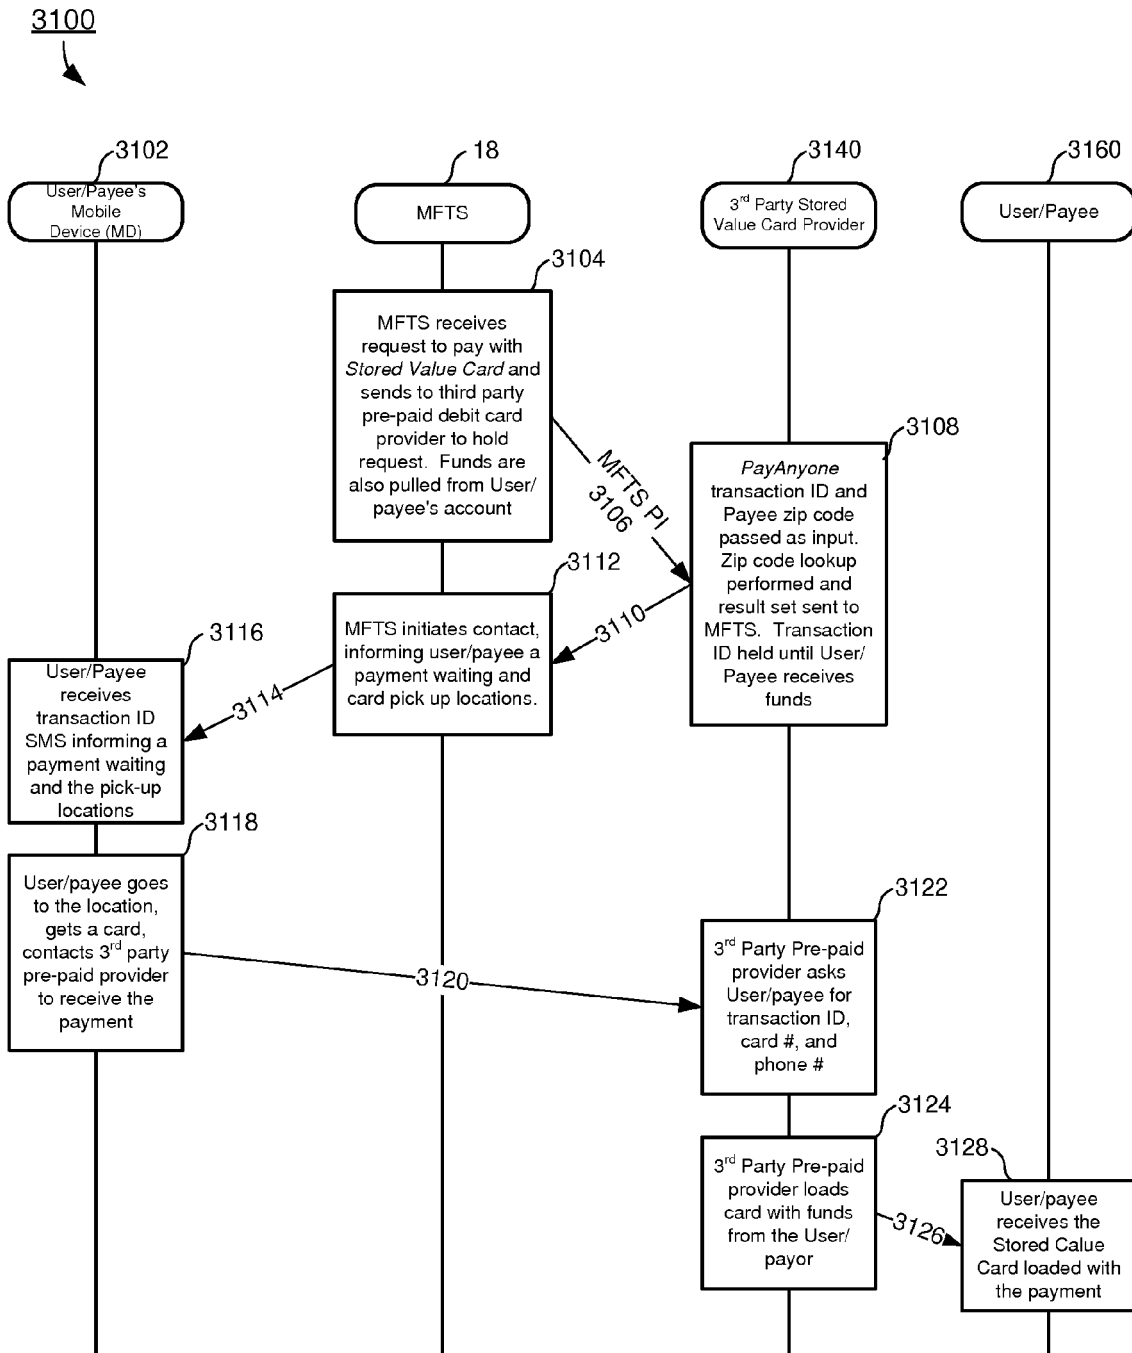 3100
3102
18
3140
3160
User/Payee's
Mobile
Device (MD)
MFTS
3rd Party Stored
Value Card Provider
User/Payee
3104
MFTS receives
request to pay with
Stored Value Card and
sends to third party
pre-paid debit card
provider to hold
request. Funds are
also pulled from User/
payee's account
MFTS PI
3106
3108
PayAnyone
transaction ID and
Payee zip code
passed as input.
Zip code lookup
performed and
result set sent to
MFTS. Transaction
ID held until User/
Payee receives
funds
3110
3112
MFTS initiates contact,
informing user/payee a
payment waiting and
card pick up locations.
3114
3116
User/Payee
receives
transaction ID
SMS informing a
payment waiting
and the pick-up
locations
3118
User/payee goes
to the location,
gets a card,
contacts 3rd party
pre-paid provider
to receive the
payment
3120
3122
3rd Party Pre-paid
provider asks
User/payee for
transaction ID,
card #, and
phone #
3124
3rd Party Pre-paid
provider loads
card with funds
from the User/
payor
3126
3128
User/payee
receives the
Stored Calue
Card loaded with
the payment